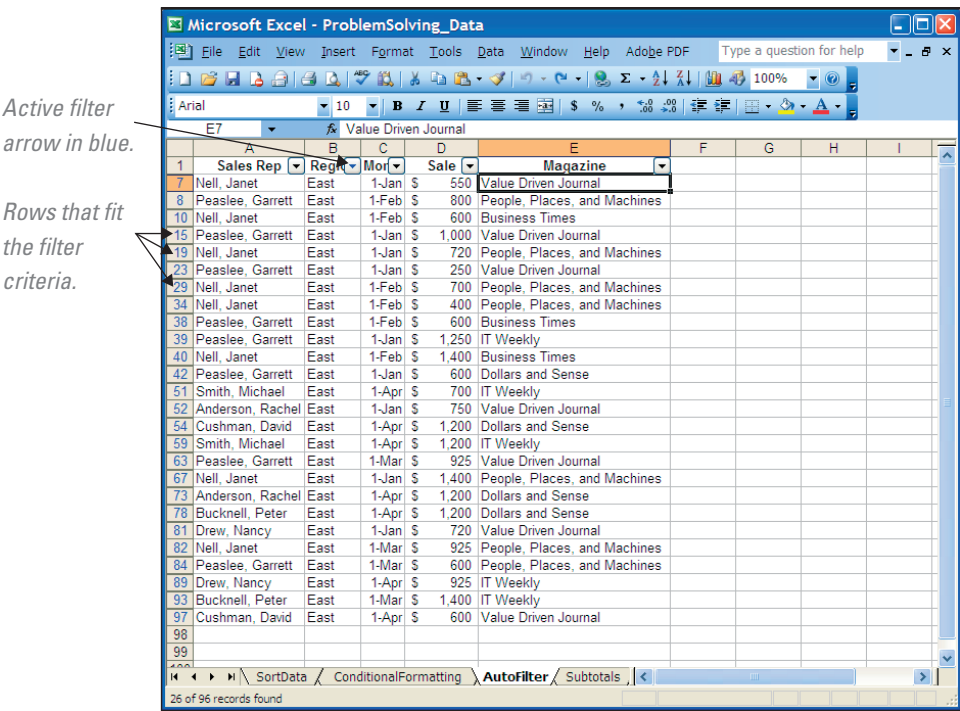 Microsoft Excel - ProblemSolving_Data
File Edit View Insert Format Tools Data Window Help Adobe PDF Type a question for help
100%
Arial 10 B I U $ % ,
E7 fx Value Driven Journal
A B C D E F G H I
1 Sales Rep Mor Sale Magazine
7 Nell, Janet East 1-Jan $ 550 Value Driven Journal
8 Peaslee, Garrett East 1-Feb $ 800 People, Places, and Machines
10 Nell, Janet East 1-Feb $ 600 Business Times
15 Peaslee, Garrett East 1-Jan $ 1,000 Value Driven Journal
19 Nell, Janet East 1-Jan $ 720 People, Places, and Machines
23 Peaslee, Garrett East 1-Jan $ 250 Value Driven Journal
29 Nell, Janet East 1-Feb $ 700 People, Places, and Machines
34 Nell, Janet East 1-Feb $ 400 People, Places, and Machines
38 Peaslee, Garrett East 1-Feb $ 600 Business Times
39 Peaslee, Garrett East 1-Jan $ 1,250 IT Weekly
40 Nell, Janet East 1-Feb $ 1,400 Business Times
42 Peaslee, Garrett East 1-Jan $ 600 Dollars and Sense
51 Smith, Michael East 1-Apr $ 700 IT Weekly
52 Anderson, Rachel East 1-Jan $ 750 Value Driven Journal
54 Cushman, David East 1-Apr $ 1,200 Dollars and Sense
59 Smith, Michael East 1-Apr $ 1,200 IT Weekly
63 Peaslee, Garrett East 1-Mar $ 925 Value Driven Journal
67 Nell, Janet East 1-Jan $ 1,400 People, Places, and Machines
73 Anderson, Rachel East 1-Apr $ 1,200 Dollars and Sense
78 Bucknell, Peter East 1-Apr $ 1,200 Dollars and Sense
81 Drew, Nancy East 1-Jan $ 720 Value Driven Journal
82 Nell, Janet East 1-Mar $ 925 People, Places, and Machines
84 Peaslee, Garrett East 1-Mar $ 600 People, Places, and Machines
89 Drew, Nancy East 1-Apr $ 925 IT Weekly
93 Bucknell, Peter East 1-Mar $ 1,400 IT Weekly
97 Cushman, David East 1-Apr $ 600 Value Driven Journal
98
99
SortData ConditionalFormatting AutoFilter Subtotals
26 of 96 records found
Active filter
arrow in blue.
Rows that fit
the filter
criteria.